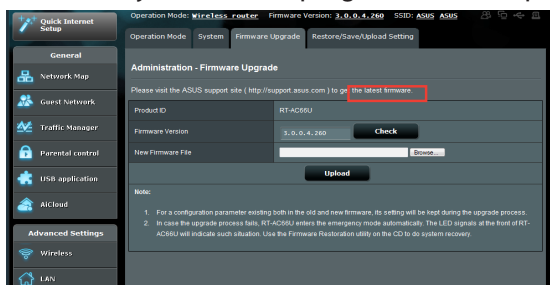 Quick Internet
Setup
General
Network Map
Guest Network
Traffic Manager
Parental control
USB application
AiCloud
Advanced Settings
Wireless
LAN
Operation Mode: Wireless router Firmware Version: 3.0.0.4.260 SSID: ASUS ASUS
Operation Mode System Firmware Upgrade Restore/Save/Upload Setting
Administration - Firmware Upgrade
Please visit the ASUS support site ( http://support.asus.com ) to get the latest firmware.
Product ID RT-AC66U
Firmware Version 3.0.0.4.260 Check
New Firmware File Browse...
Upload
Note:
1. For a configuration parameter existing both in the old and new firmware, its setting will be kept during the upgrade process.
2. In case the upgrade process fails, RT-AC66U enters the emergency mode automatically. The LED signals at the front of RT-
AC66U will indicate such situation. Use the Firmware Restoration utility on the CD to do system recovery.